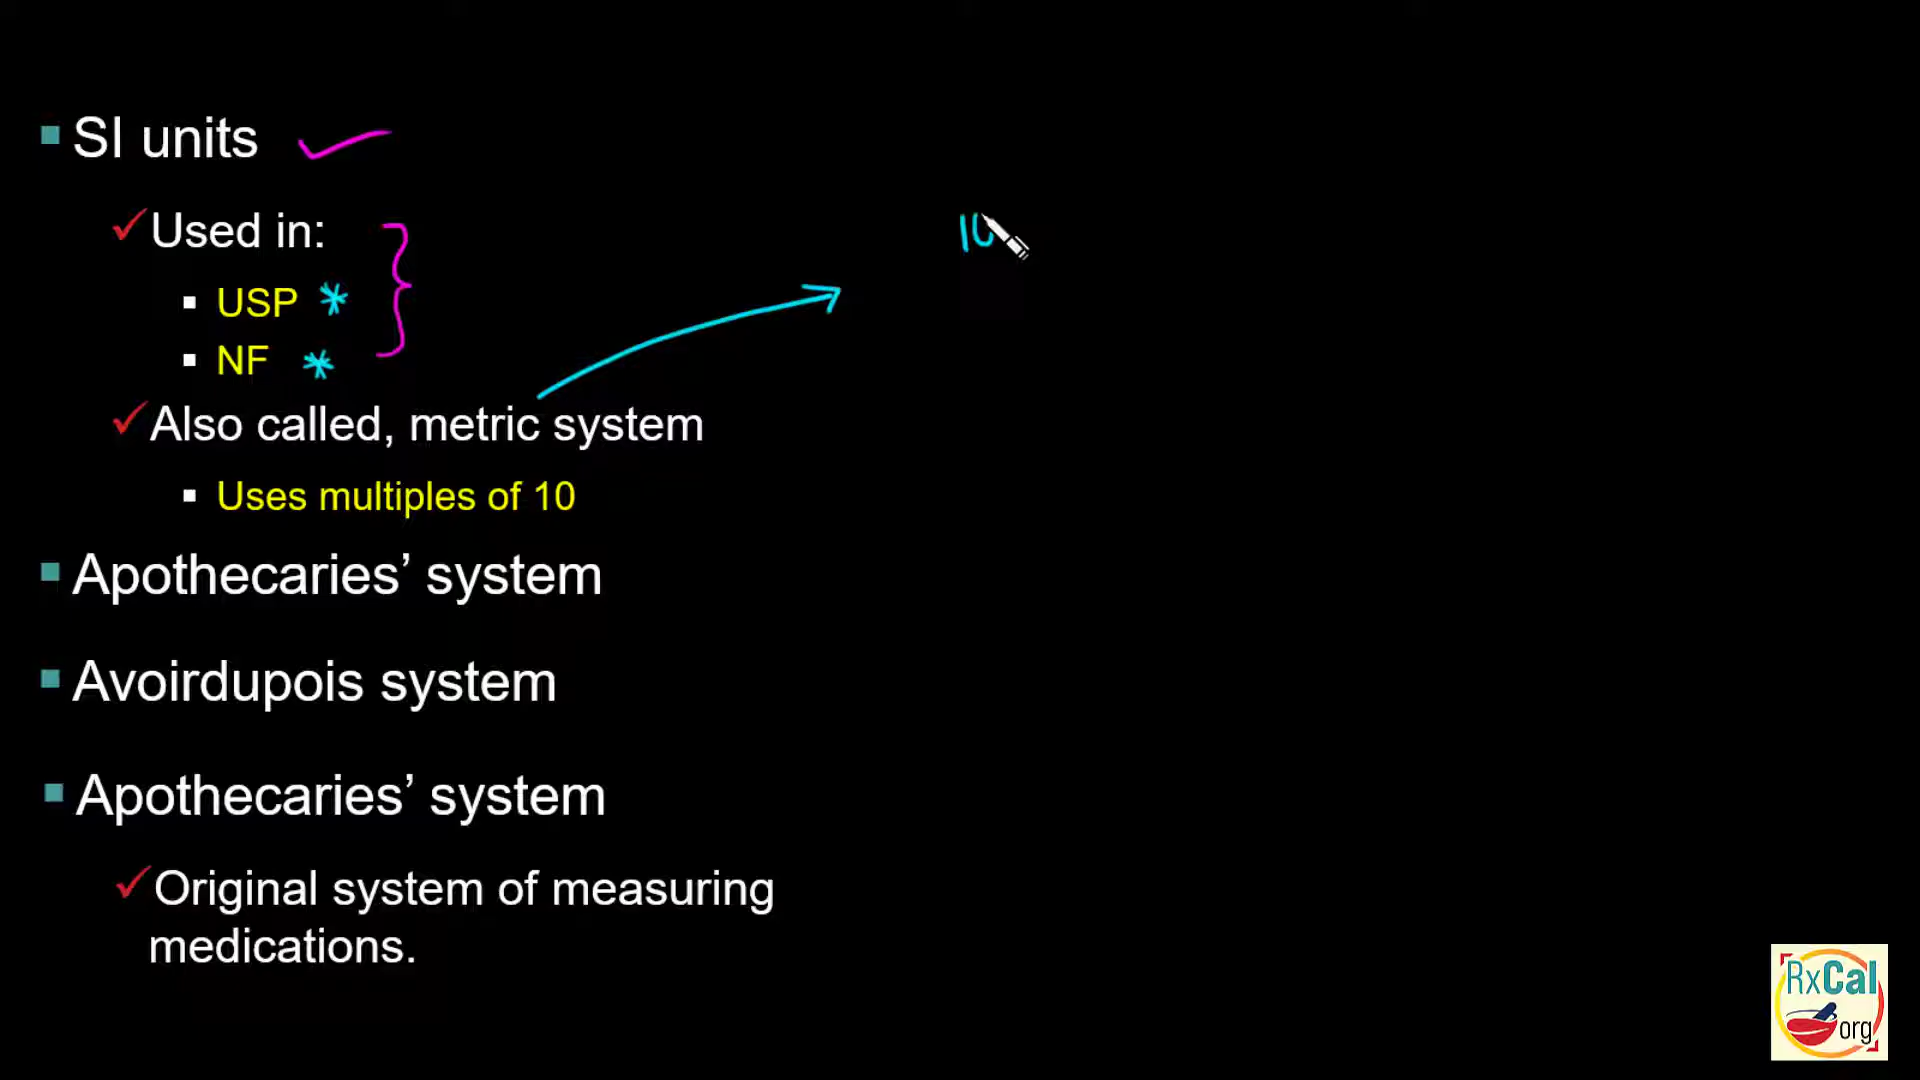 SI units
Used in:
USP *
NF *
Also called, metric system
Uses multiples of 10
Apothecaries’ system
Avoirdupois system
Apothecaries’ system
Original system of measuring
medications.
10
RxCal
org